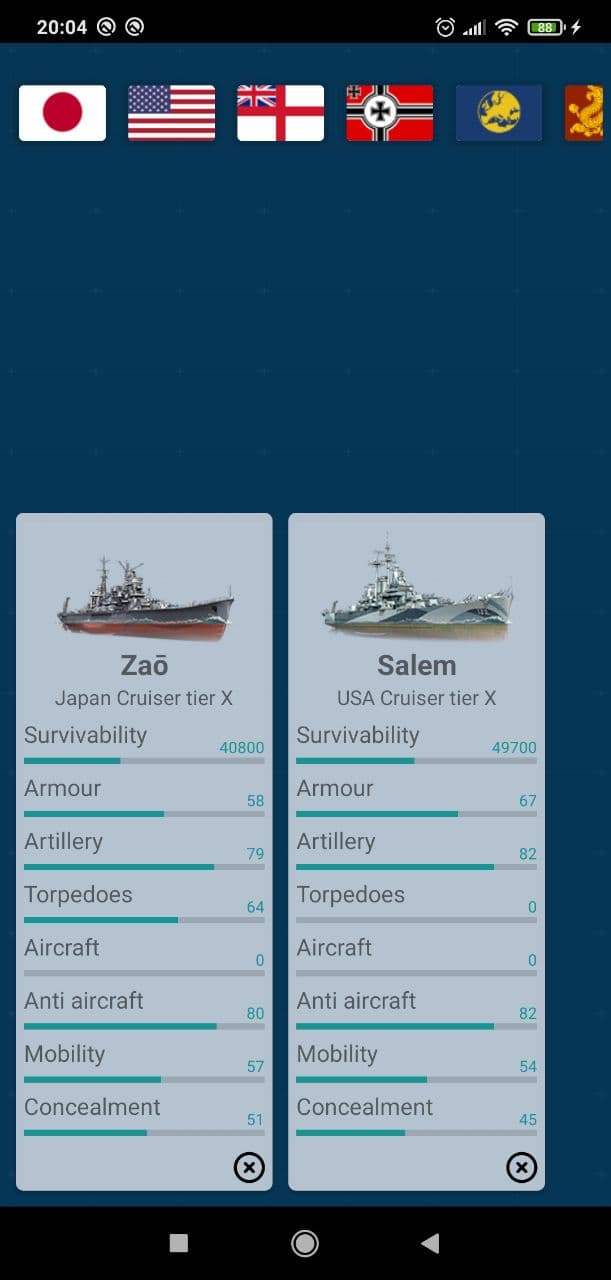 20:04
88
Zaō
Japan Cruiser tier X
Survivability
40800
Armour
58
Artillery
79
Torpedoes
64
Aircraft
0
Anti aircraft
80
Mobility
57
Concealment
51
Salem
USA Cruiser tier X
Survivability
49700
Armour
67
Artillery
82
Torpedoes
0
Aircraft
0
Anti aircraft
82
Mobility
54
Concealment
45